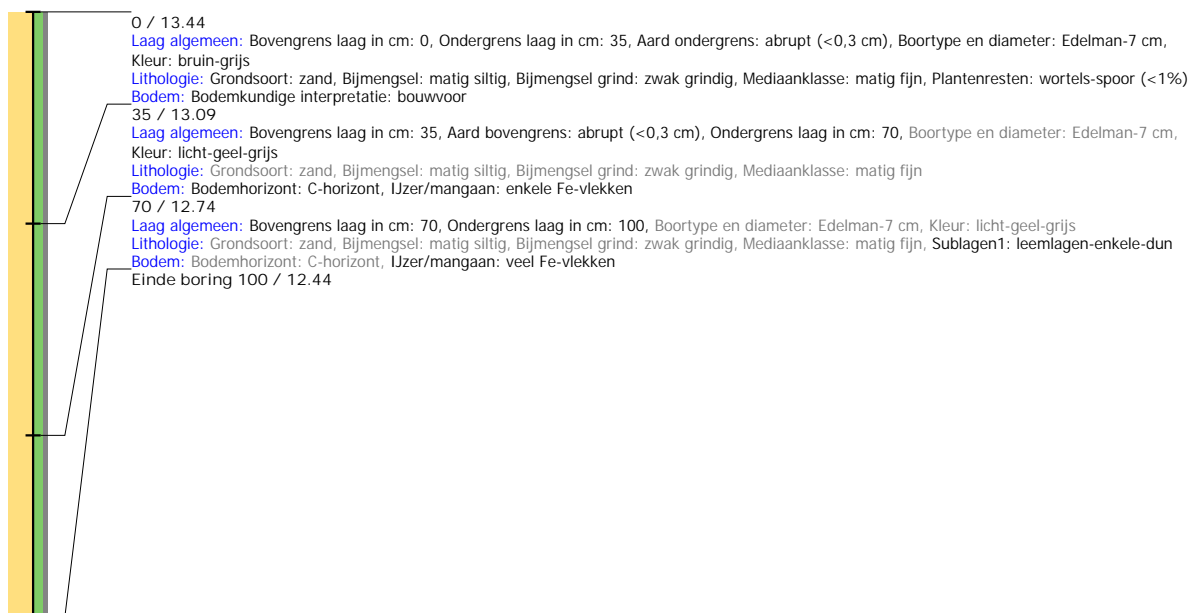 0 / 13.44
Laag algemeen: Bovengrens laag in cm: 0, Ondergrens laag in cm: 35, Aard ondergrens: abrupt (<0,3 cm), Boortype en diameter: Edelman-7 cm,
Kleur: bruin-grijs
Lithologie: Grondsoort: zand, Bijmengsel: matig siltig, Bijmengsel grind: zwak grindig, Mediaanklasse: matig fijn, Plantenresten: wortels-spoor (<1%)
Bodem: Bodemkundige interpretatie: bouwvoor
35 / 13.09
Laag algemeen: Bovengrens laag in cm: 35, Aard bovengrens: abrupt (<0,3 cm), Ondergrens laag in cm: 70, Boortype en diameter: Edelman-7 cm,
Kleur: licht-geel-grijs
Lithologie: Grondsoort: zand, Bijmengsel: matig siltig, Bijmengsel grind: zwak grindig, Mediaanklasse: matig fijn
Bodem: Bodemhorizont: C-horizont, IJzer/mangaan: enkele Fe-vlekken
70 / 12.74
Laag algemeen: Bovengrens laag in cm: 70, Ondergrens laag in cm: 100, Boortype en diameter: Edelman-7 cm, Kleur: licht-geel-grijs
Lithologie: Grondsoort: zand, Bijmengsel: matig siltig, Bijmengsel grind: zwak grindig, Mediaanklasse: matig fijn, Sublagen1: leemlagen-enkele-dun
Bodem: Bodemhorizont: C-horizont, IJzer/mangaan: veel Fe-vlekken
Einde boring 100 / 12.44